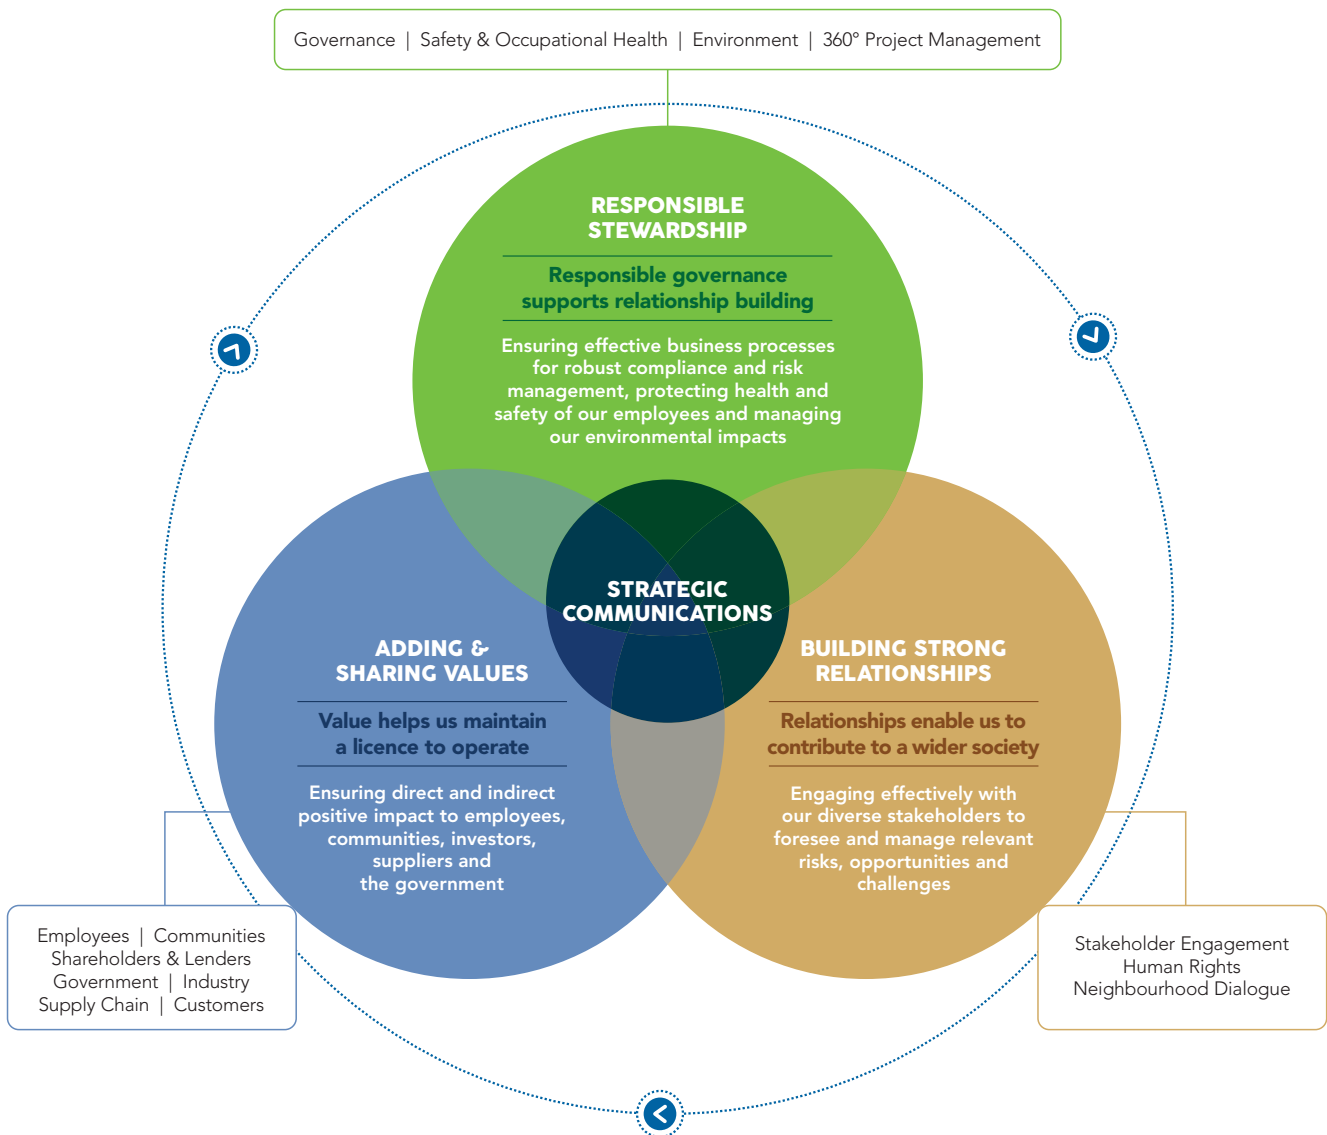 Governance | Safety & Occupational Health | Environment | 360° Project Management
RESPONSIBLE
STEWARDSHIP
Responsible governance
supports relationship building
Ensuring effective business processes
for robust compliance and risk
management, protecting health and
safety of our employees and managing
our environmental impacts
STRATEGIC
COMMUNICATIONS
ADDING &
SHARING VALUES
Value helps us maintain
a licence to operate
Ensuring direct and indirect
positive impact to employees,
communities, investors,
suppliers and
the government
BUILDING STRONG
RELATIONSHIPS
Relationships enable us to
contribute to a wider society
Engaging effectively with
our diverse stakeholders to
foresee and manage relevant
risks, opportunities and
challenges
Employees | Communities
Shareholders & Lenders
Government | Industry
Supply Chain | Customers
Stakeholder Engagement
Human Rights
Neighbourhood Dialogue